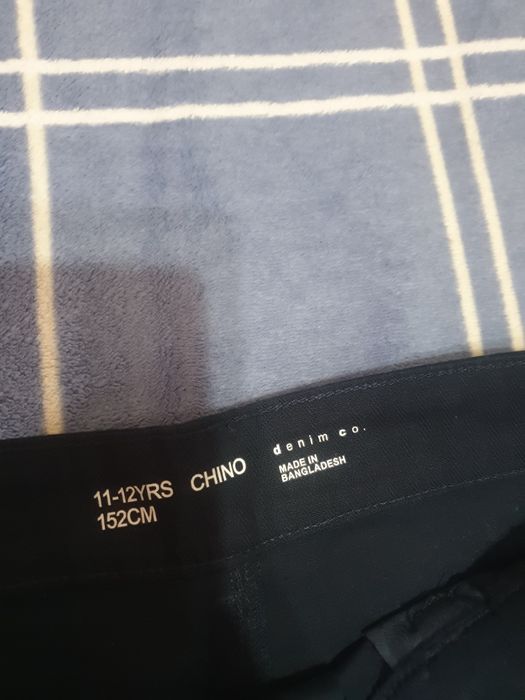 11-12YRS CHINO
152CM
denim co.
MADE IN
BANGLADESH